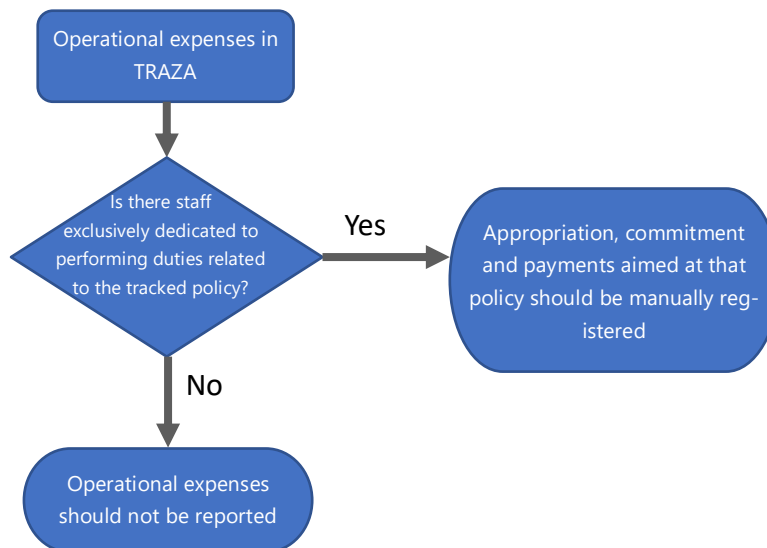 Operational expenses in
TRAZA
Is there staff
exclusively dedicated to
performing duties related
to the tracked policy?
Yes
Appropriation, commitment
and payments aimed at that
policy should be manually reg-
istered
No
Operational expenses
should not be reported